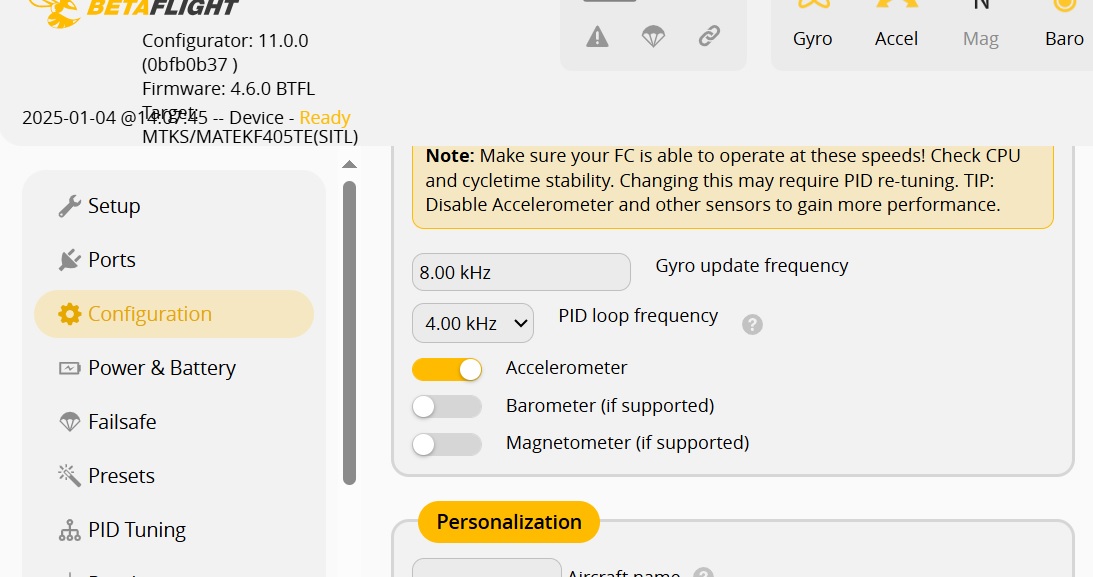 BETAFLIGHT
Configurator: 11.0.0
(0bfb0b37 )
Firmware: 4.6.0 BTFL
Target:
2025-01-04 @14:07:45 -- Device - Ready
MTKS/MATEKF405TE(SITL)
Gyro
Accel
Mag
Baro
Setup
Ports
Configuration
Power & Battery
Failsafe
Presets
PID Tuning
Note: Make sure your FC is able to operate at these speeds! Check CPU
and cycletime stability. Changing this may require PID re-tuning. TIP:
Disable Accelerometer and other sensors to gain more performance.
8.00 kHz Gyro update frequency
4.00 kHz PID loop frequency ?
Accelerometer
Barometer (if supported)
Magnetometer (if supported)
Personalization
Aircraft name ?